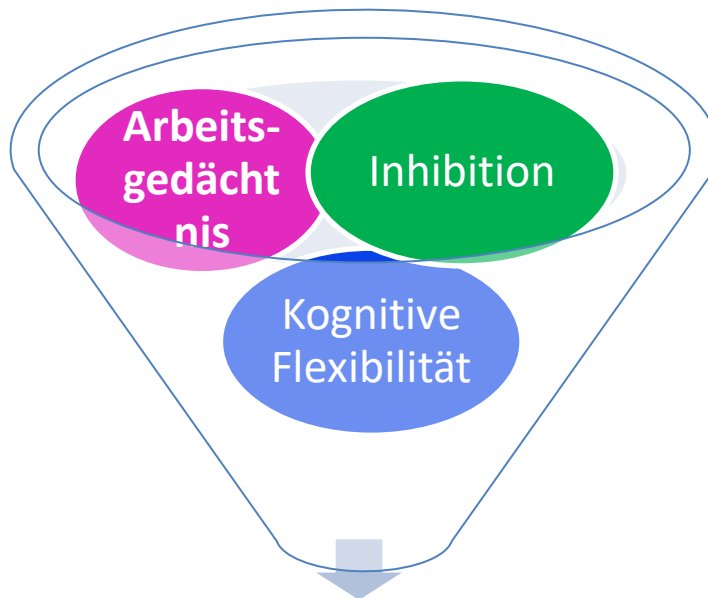 Arbeits-
gedächt
nis
Inhibition
Kognitive
Flexibilität